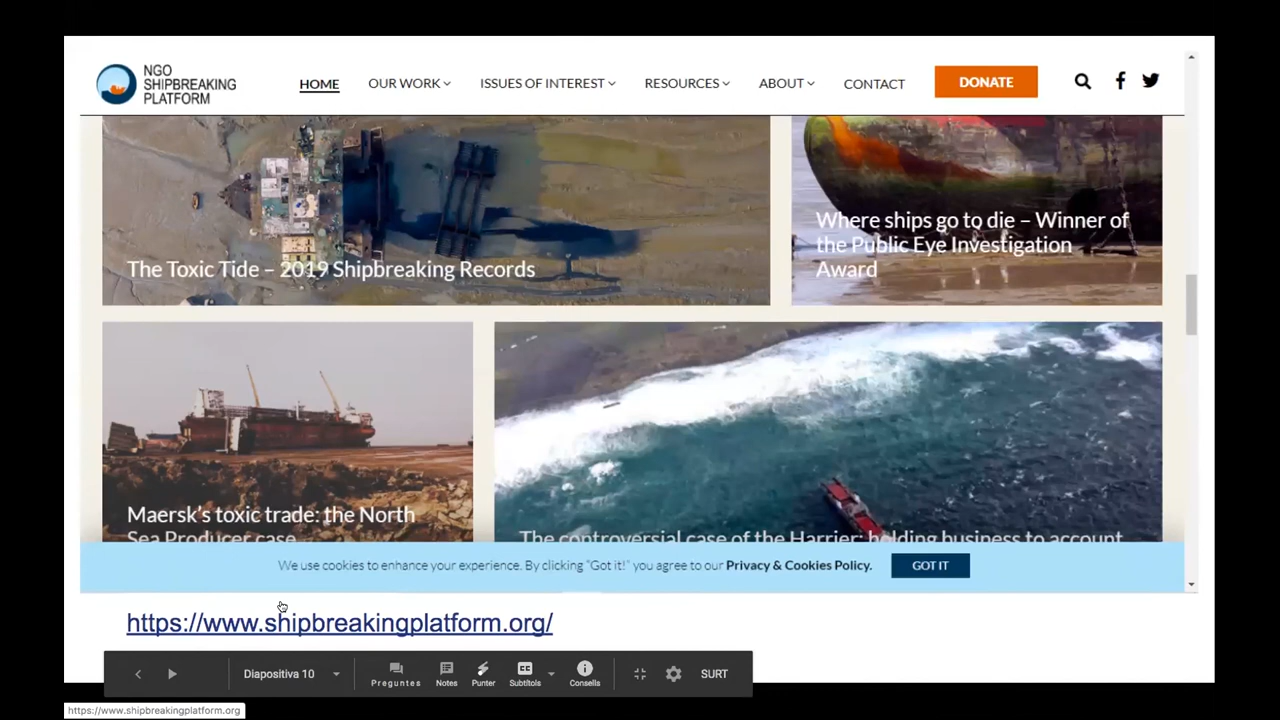 NGO
SHIPBREAKING
PLATFORM
HOME
OUR WORK
ISSUES OF INTEREST
RESOURCES
ABOUT
CONTACT
DONATE
The Toxic Tide – 2019 Shipbreaking Records
Where ships go to die – Winner of
the Public Eye Investigation
Award
Maersk's toxic trade: the North
Sea Producer case
The controversial case of the Harrier: holding business to account
We use cookies to enhance your experience. By clicking "Got it!" you agree to our Privacy & Cookies Policy.
GOT IT
https://www.shipbreakingplatform.org/
Diapositiva 10
Preguntes
Notes
Punter
CC
Subtítols
Consells
SURT
https://www.shipbreakingplatform.org